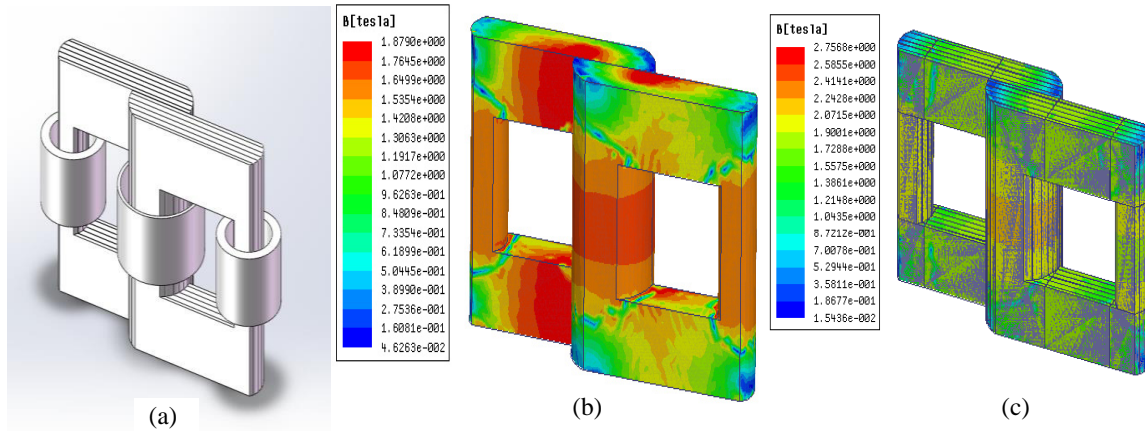 B[tesla]
1.8790e+000
1.7645e+000
1.6499e+000
1.5354e+000
1.4208e+000
1.3063e+000
1.1917e+000
1.0772e+000
9.6263e-001
8.4809e-001
7.3354e-001
6.1899e-001
5.0445e-001
3.8990e-001
2.7536e-001
1.6081e-001
4.6263e-002
B[tesla]
2.7568e+000
2.5855e+000
2.4141e+000
2.2428e+000
2.0715e+000
1.9001e+000
1.7288e+000
1.5575e+000
1.3861e+000
1.2148e+000
1.0435e+000
8.7212e-001
7.0078e-001
5.2944e-001
3.5811e-001
1.8677e-001
1.5436e-002
(a)
(b)
(c)